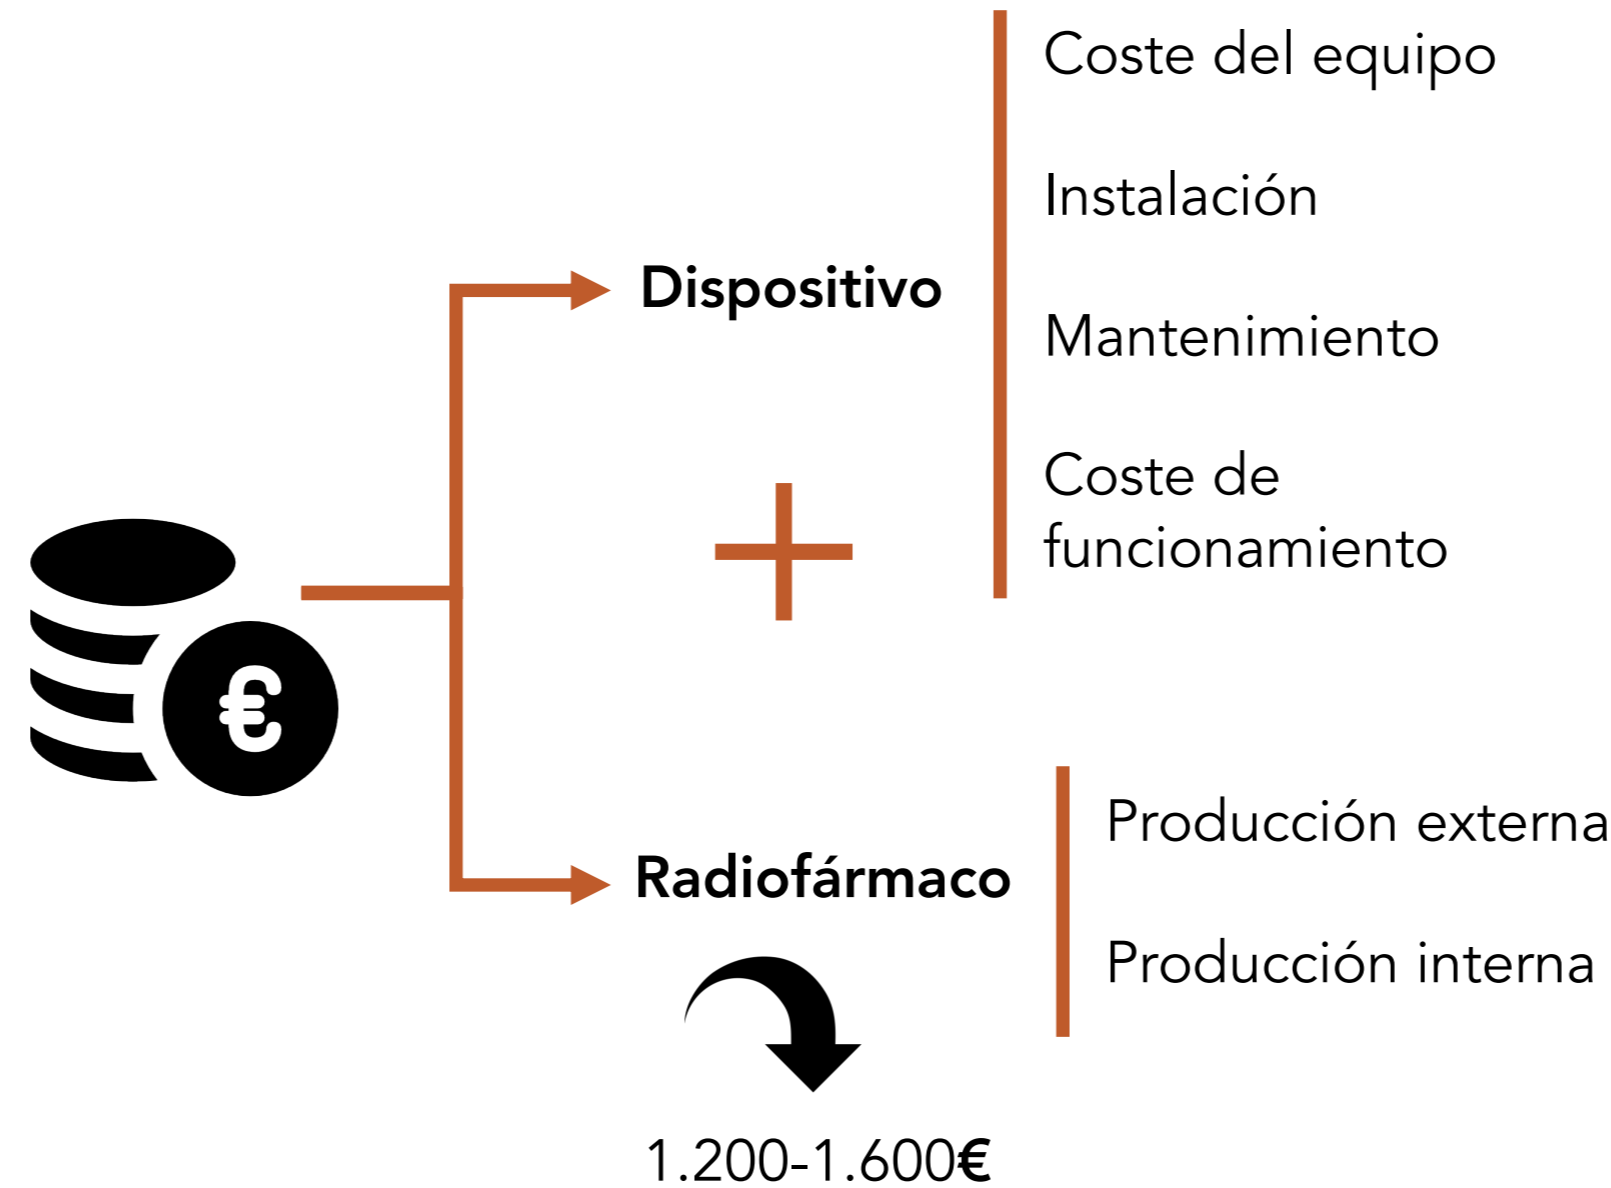 Coste del equipo
Instalación
Dispositivo
Mantenimiento
Coste de
funcionamiento
€
Producción externa
Radiofármaco
Producción interna
1.200-1.600€